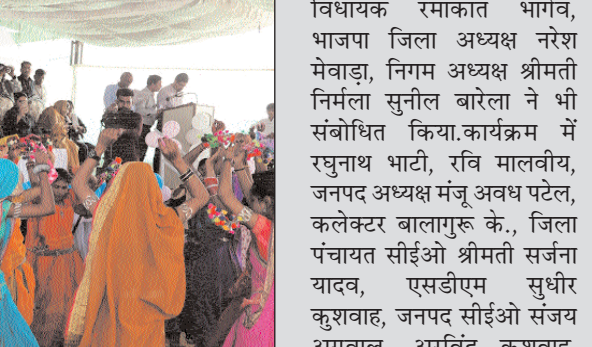 विधायक रमाकांत भार्गव,
भाजपा जिला अध्यक्ष नरेश
मेवाड़ा, निगम अध्यक्ष श्रीमती
निर्मला सुनील बारेला ने भी
संबोधित किया.कार्यक्रम में
रघुनाथ भाटी, रवि मालवीय,
जनपद अध्यक्ष मंजू अवध पटेल,
कलेक्टर बालागुरू के., जिला
पंचायत सीईओ श्रीमती सर्जना
यादव, एसडीएम सुधीर
कुशवाह, जनपद सीईओ संजय